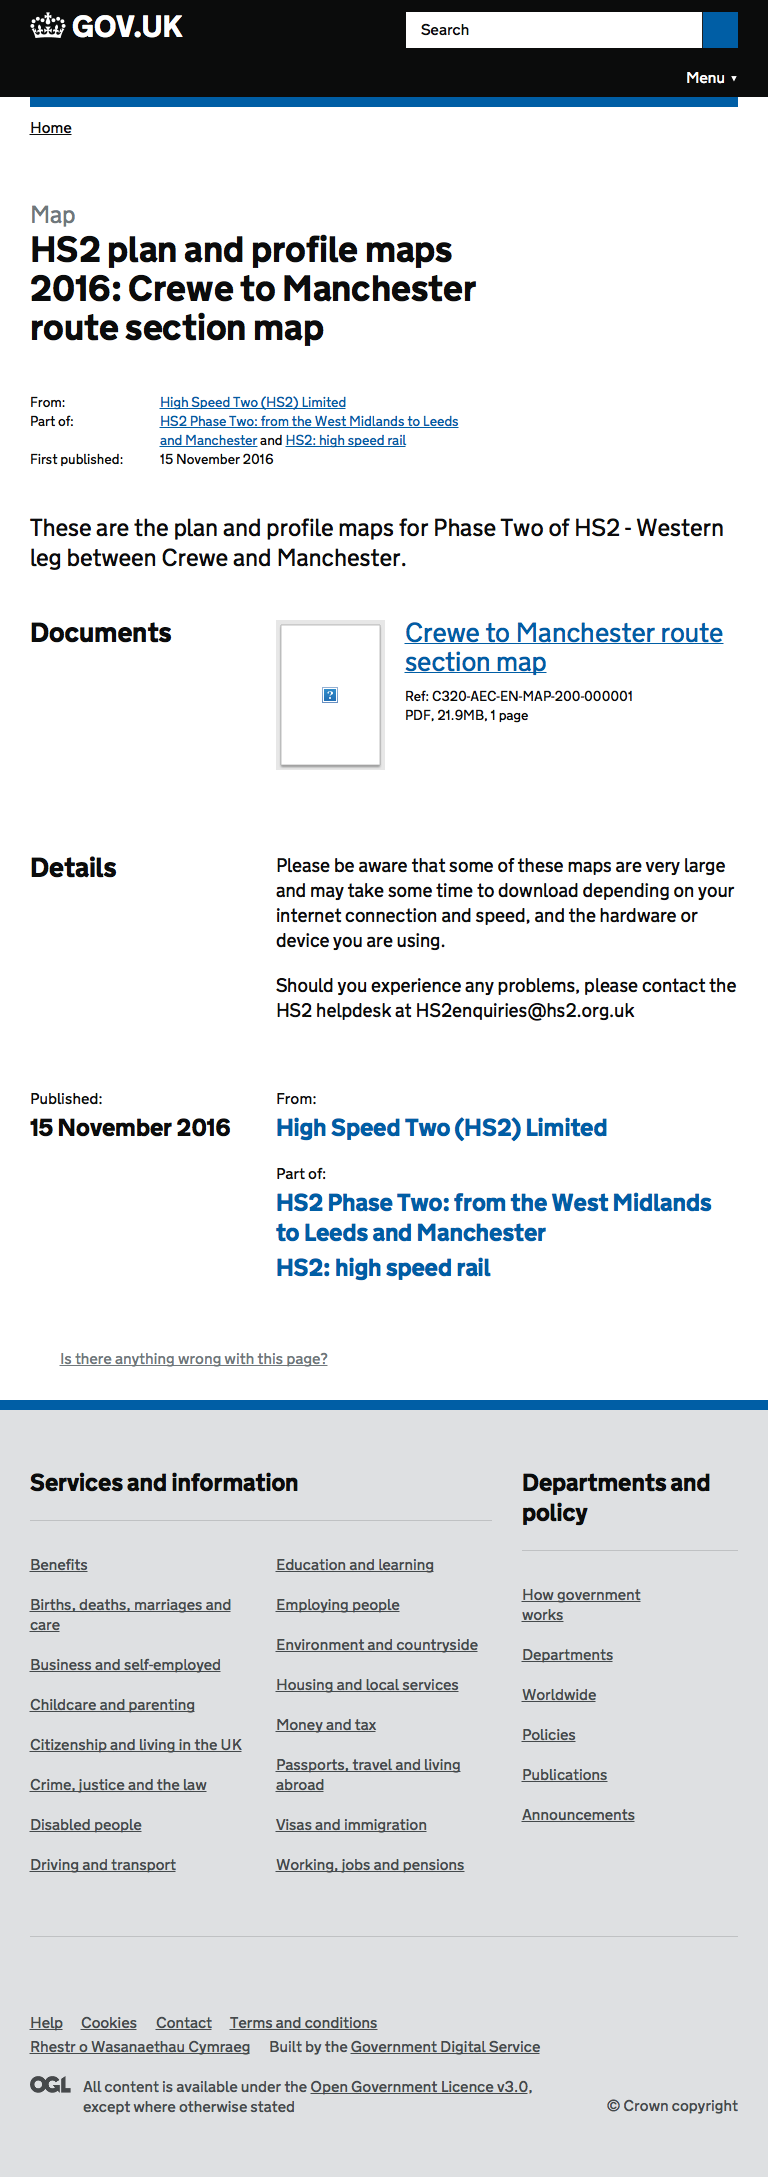 GOV.UK
Search
Menu ▼
Home
Map
HS2 plan and profile maps
2016: Crewe to Manchester
route section map
From: High Speed Two (HS2) Limited
Part of: HS2 Phase Two: from the West Midlands to Leeds
and Manchester and HS2: high speed rail
First published: 15 November 2016
These are the plan and profile maps for Phase Two of HS2 - Western
leg between Crewe and Manchester.
Documents
Crewe to Manchester route
section map
Ref: C320-AEC-EN-MAP-200-000001
PDF, 21.9MB, 1 page
Details
Please be aware that some of these maps are very large
and may take some time to download depending on your
internet connection and speed, and the hardware or
device you are using.
Should you experience any problems, please contact the
HS2 helpdesk at HS2enquiries@hs2.org.uk
Published:
15 November 2016
From:
High Speed Two (HS2) Limited
Part of:
HS2 Phase Two: from the West Midlands
to Leeds and Manchester
HS2: high speed rail
Is there anything wrong with this page?
Services and information
Benefits
Births, deaths, marriages and
care
Business and self-employed
Childcare and parenting
Citizenship and living in the UK
Crime, justice and the law
Disabled people
Driving and transport
Education and learning
Employing people
Environment and countryside
Housing and local services
Money and tax
Passports, travel and living
abroad
Visas and immigration
Working, jobs and pensions
Departments and
policy
How government
works
Departments
Worldwide
Policies
Publications
Announcements
Help Cookies Contact Terms and conditions
Rhestr o Wasanaethau Cymraeg Built by the Government Digital Service
OGL All content is available under the Open Government Licence v3.0,
except where otherwise stated
© Crown copyright